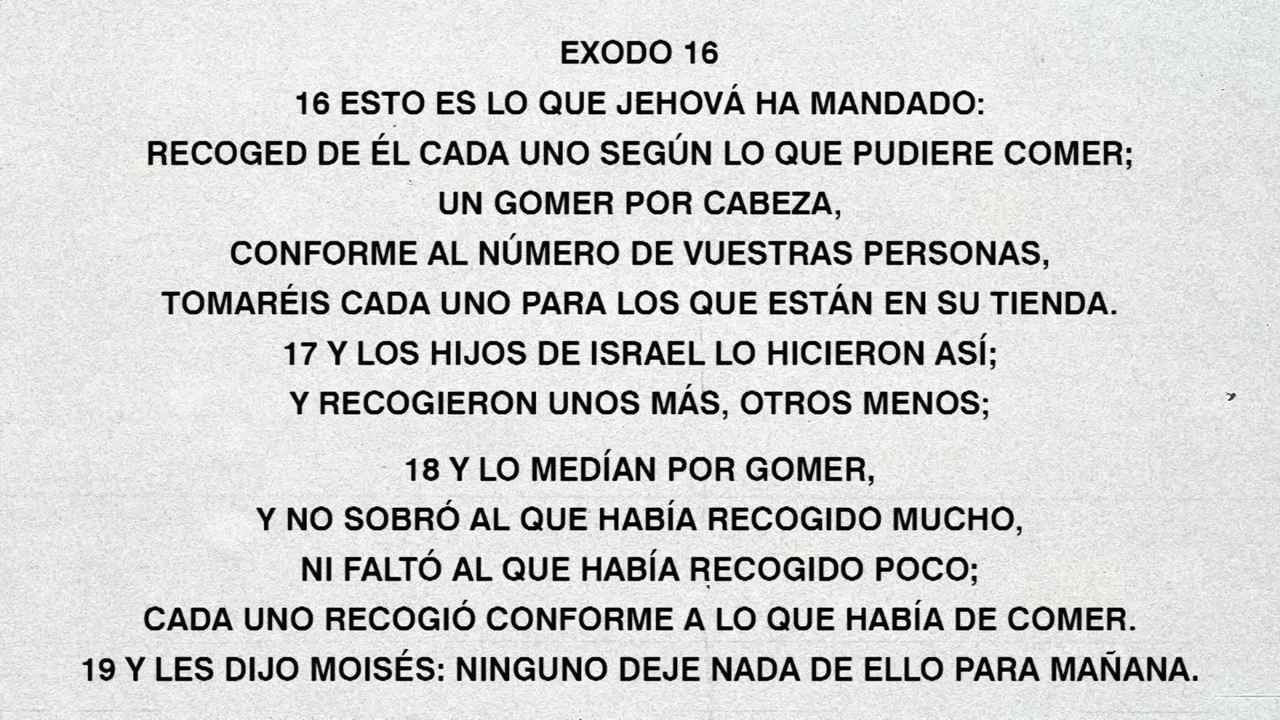 EXODO 16
16 ESTO ES LO QUE JEHOVÁ HA MANDADO:
RECOGED DE ÉL CADA UNO SEGÚN LO QUE PUDIERE COMER;
UN GOMER POR CABEZA,
CONFORME AL NÚMERO DE VUESTRAS PERSONAS,
TOMARÉIS CADA UNO PARA LOS QUE ESTÁN EN SU TIENDA.
17 Y LOS HIJOS DE ISRAEL LO HICIERON ASÍ;
Y RECOGIERON UNOS MÁS, OTROS MENOS;
18 Y LO MEDÍAN POR GOMER,
Y NO SOBRÓ AL QUE HABÍA RECOGIDO MUCHO,
NI FALTÓ AL QUE HABÍA RECOGIDO POCO;
CADA UNO RECOGIÓ CONFORME A LO QUE HABÍA DE COMER.
19 Y LES DIJO MOISÉS: NINGUNO DEJE NADA DE ELLO PARA MAÑANA.